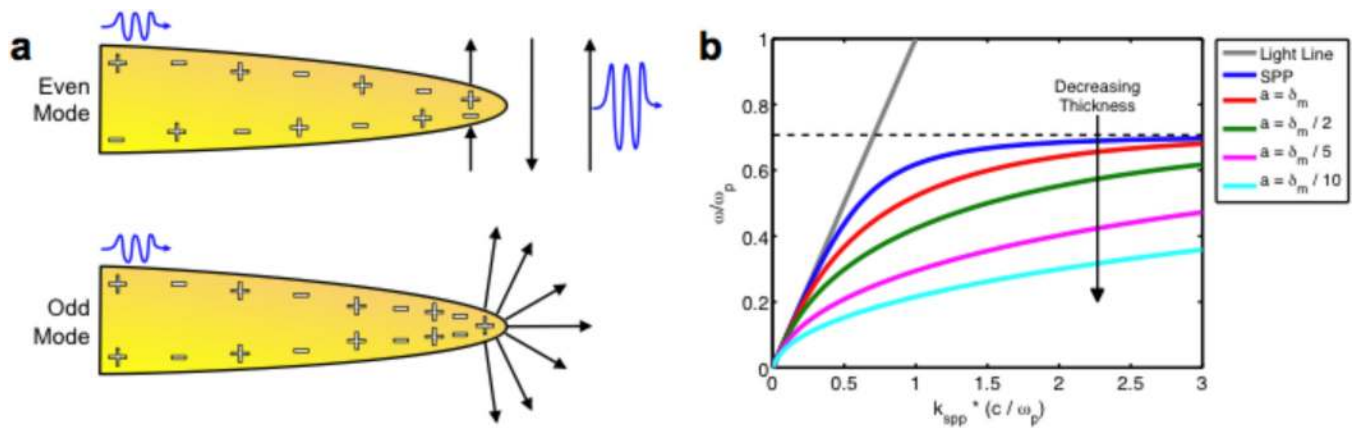 a
Even
Mode
+ − + − + − +
− + − + − + −
Odd
Mode
+ − + − + − + − +
+ − + − + − + −
b
1
0.8
0.6
0.4
0.2
0
0
0.5
1
1.5
2
2.5
3
ω/ωp
kspp * (c / ωp)
Decreasing
Thickness
Light Line
SPP
a = δm
a = δm / 2
a = δm / 5
a = δm / 10